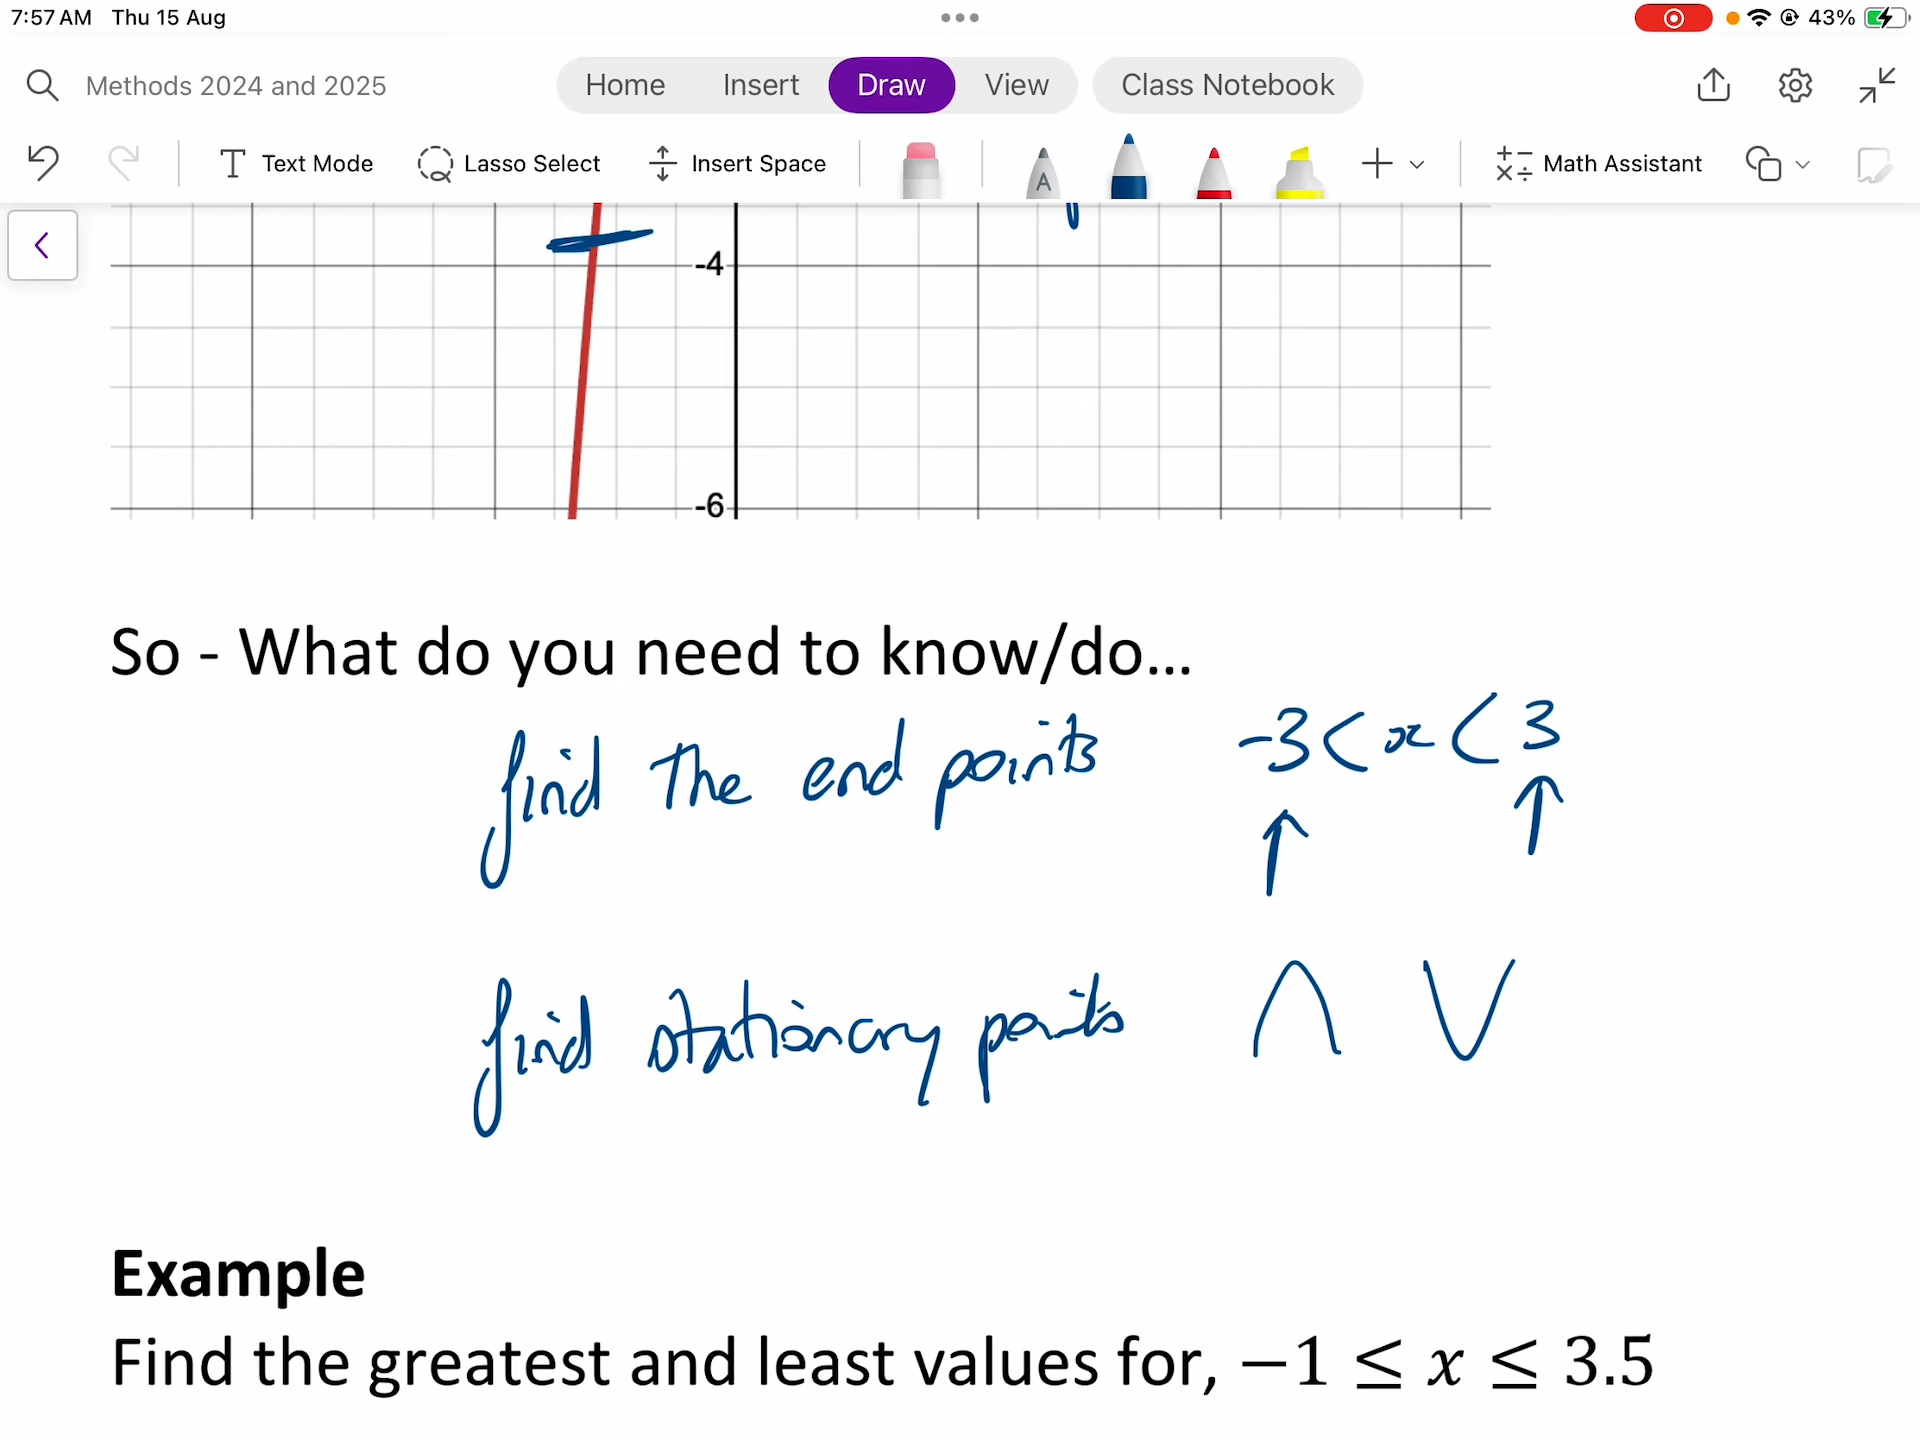 7:57 AM Thu 15 Aug 43%
Methods 2024 and 2025 Home Insert Draw View Class Notebook
Text Mode Lasso Select Insert Space A Math Assistant
-4
-6
So - What do you need to know/do...
find the end points -3 < x < 3
find stationary points
Example
Find the greatest and least values for, −1 ≤ x ≤ 3.5